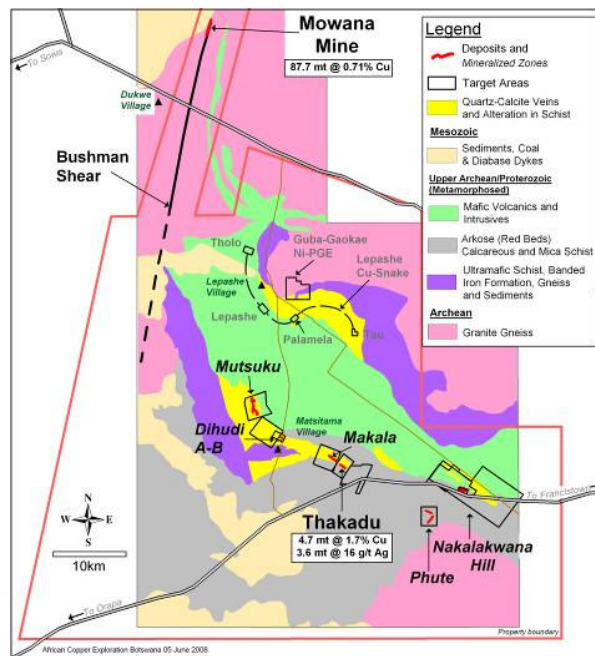 Mowana
Mine
87.7 mt @ 0.71% Cu
To Sowa
Dukwe
Village
Bushman
Shear
Tholo
Guba-Gaokae
Ni-PGE
Lepashe
Cu-Snake
Lepashe
Village
Lepashe
Palamela
Tau
Mutsuku
Matsitama
Village
Dihudi
A-B
Makala
Thakadu
4.7 mt @ 1.7% Cu
3.6 mt @ 16 g/t Ag
To Francistown
Nakalakwana
Hill
Phute
N
W E
S
10km
To Orapa
Property boundary
African Copper Exploration Botswana 05 June 2008
Legend
Deposits and
Mineralized Zones
Target Areas
Quartz-Calcite Veins
and Alteration in Schist
Mesozoic
Sediments, Coal
& Diabase Dykes
Upper Archean/Proterozoic
(Metamorphosed)
Mafic Volcanics and
Intrusives
Arkose (Red Beds)
Calcareous and Mica Schist
Ultramafic Schist, Banded
Iron Formation, Gneiss
and Sediments
Archean
Granite Gneiss